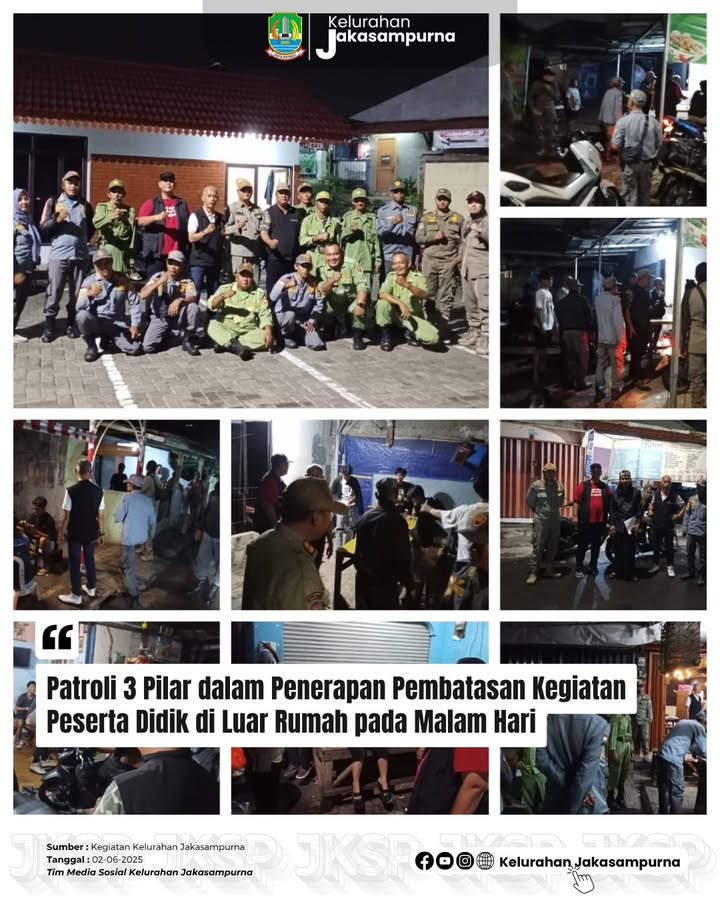 Kelurahan
Jakasampurna
Patroli 3 Pilar dalam Penerapan Pembatasan Kegiatan
Peserta Didik di Luar Rumah pada Malam Hari
Sumber : Kegiatan Kelurahan Jakasampurna
Tanggal : 02-06-2025
Tim Media Sosial Kelurahan Jakasampurna
Kelurahan Jakasampurna
JKSP JKSP JKSP JKSP JKSP